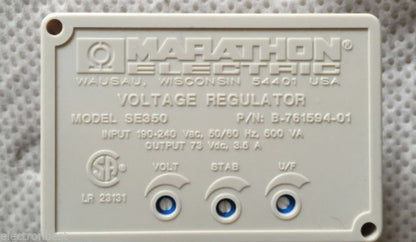 MARATHON®
ELECTRIC
WAUSAU, WISCONSIN 54401 USA
VOLTAGE REGULATOR
MODEL SE350 P/N: B-761594-01
INPUT 190-240 Vac, 50/60 Hz, 500 VA
OUTPUT 73 Vdc, 3.5 A
VOLT STAB U/F
SA
LR 23131